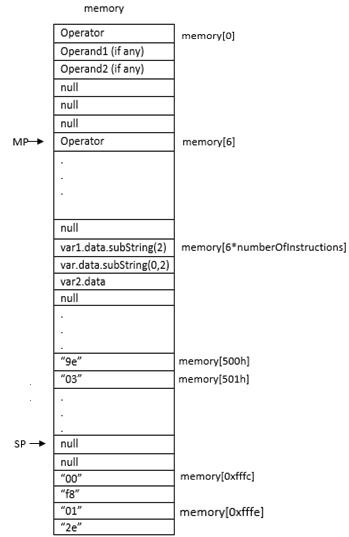 memory
Operator memory[0]
Operand1 (if any)
Operand2 (if any)
null
null
null
MP Operator memory[6]
.
.
.
null
var1.data.subString(2) memory[6*numberOfInstructions]
var.data.subString(0,2)
var2.data
null
.
.
.
"9e" memory[500h]
"03" memory[501h]
.
.
.
SP null
null
"00" memory[0xfffc]
"f8"
"01" memory[0xfffe]
"2e"